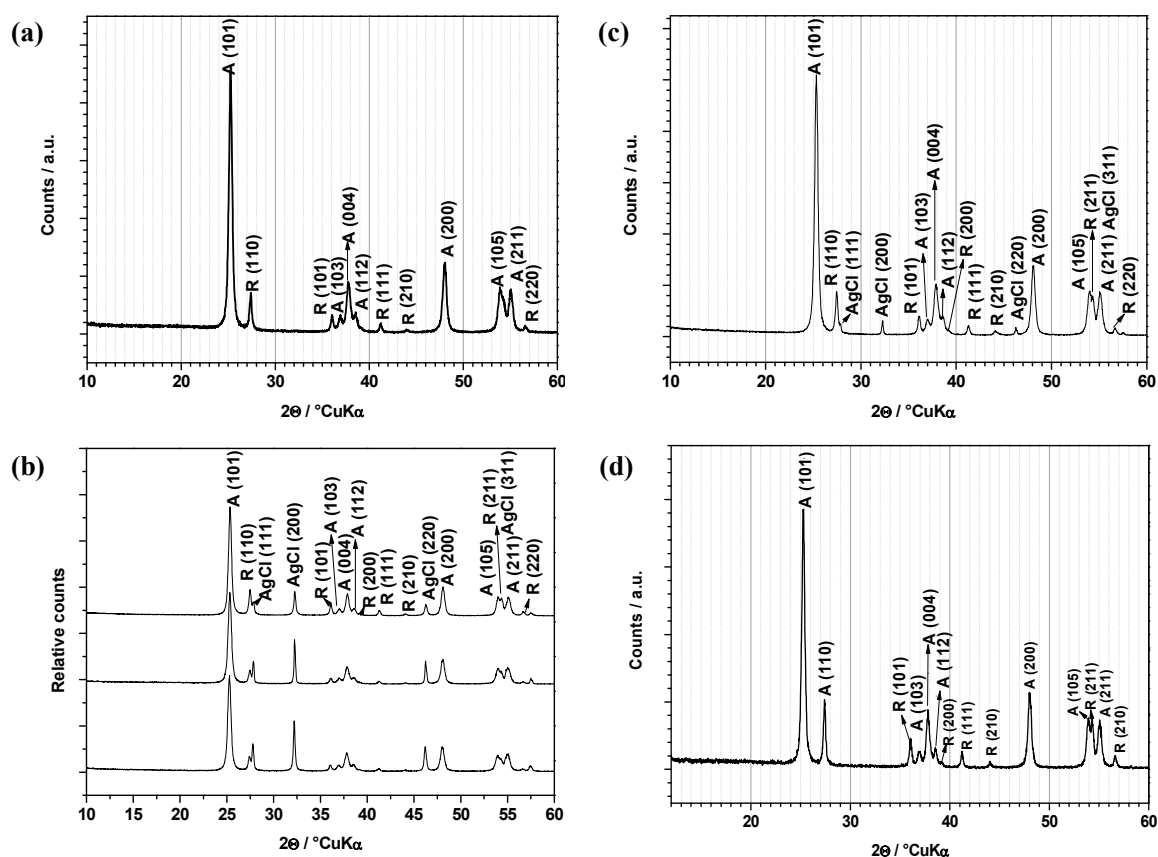 (a)
Counts / a.u.
A (101)
R (110)
R (101)
A (103)
A (004)
A (112)
R (111)
R (210)
A (200)
A (105)
A (211)
R (220)
10 20 30 40 50 60
2Θ / °CuKα
(c)
Counts / a.u.
A (101)
R (110)
AgCl (111)
AgCl (200)
R (101)
A (103)
A (004)
A (112)
R (200)
R (111)
R (210)
AgCl (220)
A (200)
A (105)
R (211)
A (211) AgCl (311)
R (220)
10 20 30 40 50 60
2Θ / °CuKα
(b)
Relative counts
A (101)
R (110)
AgCl (111)
AgCl (200)
R (101)
A (103)
A (004)
A (112)
R (200)
R (111)
R (210)
AgCl (220)
A (200)
A (105)
R (211)
AgCl (311)
A (211)
R (220)
10 15 20 25 30 35 40 45 50 55 60
2Θ / °CuKα
(d)
Counts / a.u.
A (101)
A (110)
R (101)
A (103)
A (004)
A (112)
R (200)
R (111)
R (210)
A (200)
A (105)
R (211)
A (211)
R (210)
20 30 40 50 60
2Θ / °CuKα